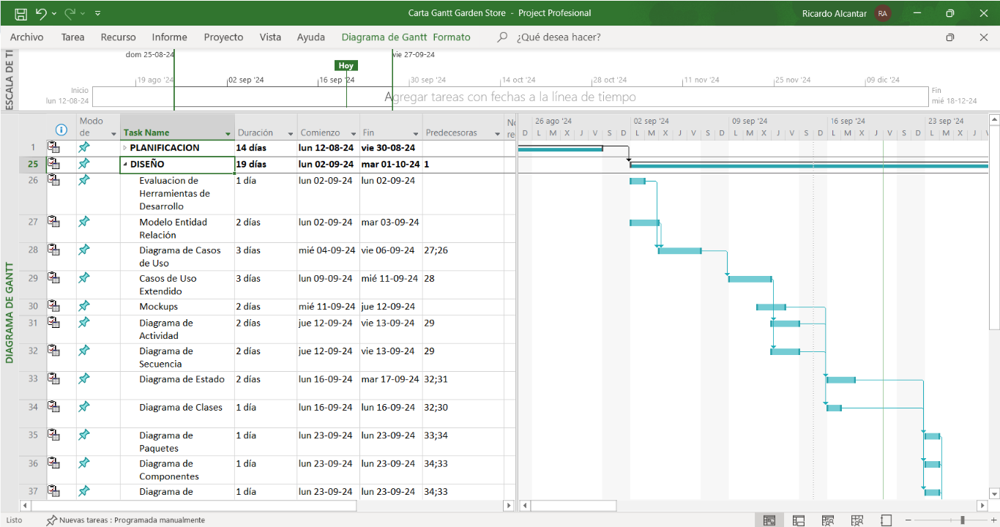 Carta Gantt Garden Store - Project Profesional
Ricardo Alcantar RA
Archivo Tarea Recurso Informe Proyecto Vista Ayuda Diagrama de Gantt Formato ¿Qué desea hacer?
ESCALA DE TI
dom 25-08-24 vie 27-09-24
Hoy
19 ago '24 02 sep '24 16 sep '24 30 sep '24 14 oct '24 28 oct '24 11 nov '24 25 nov '24 09 dic '24
Inicio
lun 12-08-24
Agregar tareas con fechas a la línea de tiempo
Fin
mié 18-12-24
DIAGRAMA DE GANTT
Modo de Task Name Duración Comienzo Fin Predecesoras No re
26 ago '24 02 sep '24 09 sep '24 16 sep '24 23 sep '24
D L M X J V S D L M X J V S D L M X J V S D L M X J V S D L M X J V
1 PLANIFICACION 14 días lun 12-08-24 vie 30-08-24
25 DISEÑO 19 días lun 02-09-24 mar 01-10-24 1
26 Evaluacion de 1 día lun 02-09-24 lun 02-09-24
Herramientas de
Desarrollo
27 Modelo Entidad 2 días lun 02-09-24 mar 03-09-24
Relación
28 Diagrama de Casos 3 días mié 04-09-24 vie 06-09-24 27;26
de Uso
29 Casos de Uso 3 días lun 09-09-24 mié 11-09-24 28
Extendido
30 Mockups 2 días mié 11-09-24 jue 12-09-24
31 Diagrama de 2 días jue 12-09-24 vie 13-09-24 29
Actividad
32 Diagrama de 2 días jue 12-09-24 vie 13-09-24 29
Secuencia
33 Diagrama de Estado 2 días lun 16-09-24 mar 17-09-24 32;31
34 Diagrama de Clases 1 día lun 16-09-24 lun 16-09-24 32;30
35 Diagrama de 1 día lun 23-09-24 lun 23-09-24 33;34
Paquetes
36 Diagrama de 1 día lun 23-09-24 lun 23-09-24 34;33
Componentes
37 Diagrama de 1 día lun 23-09-24 lun 23-09-24 34;33
Listo Nuevas tareas : Programada manualmente